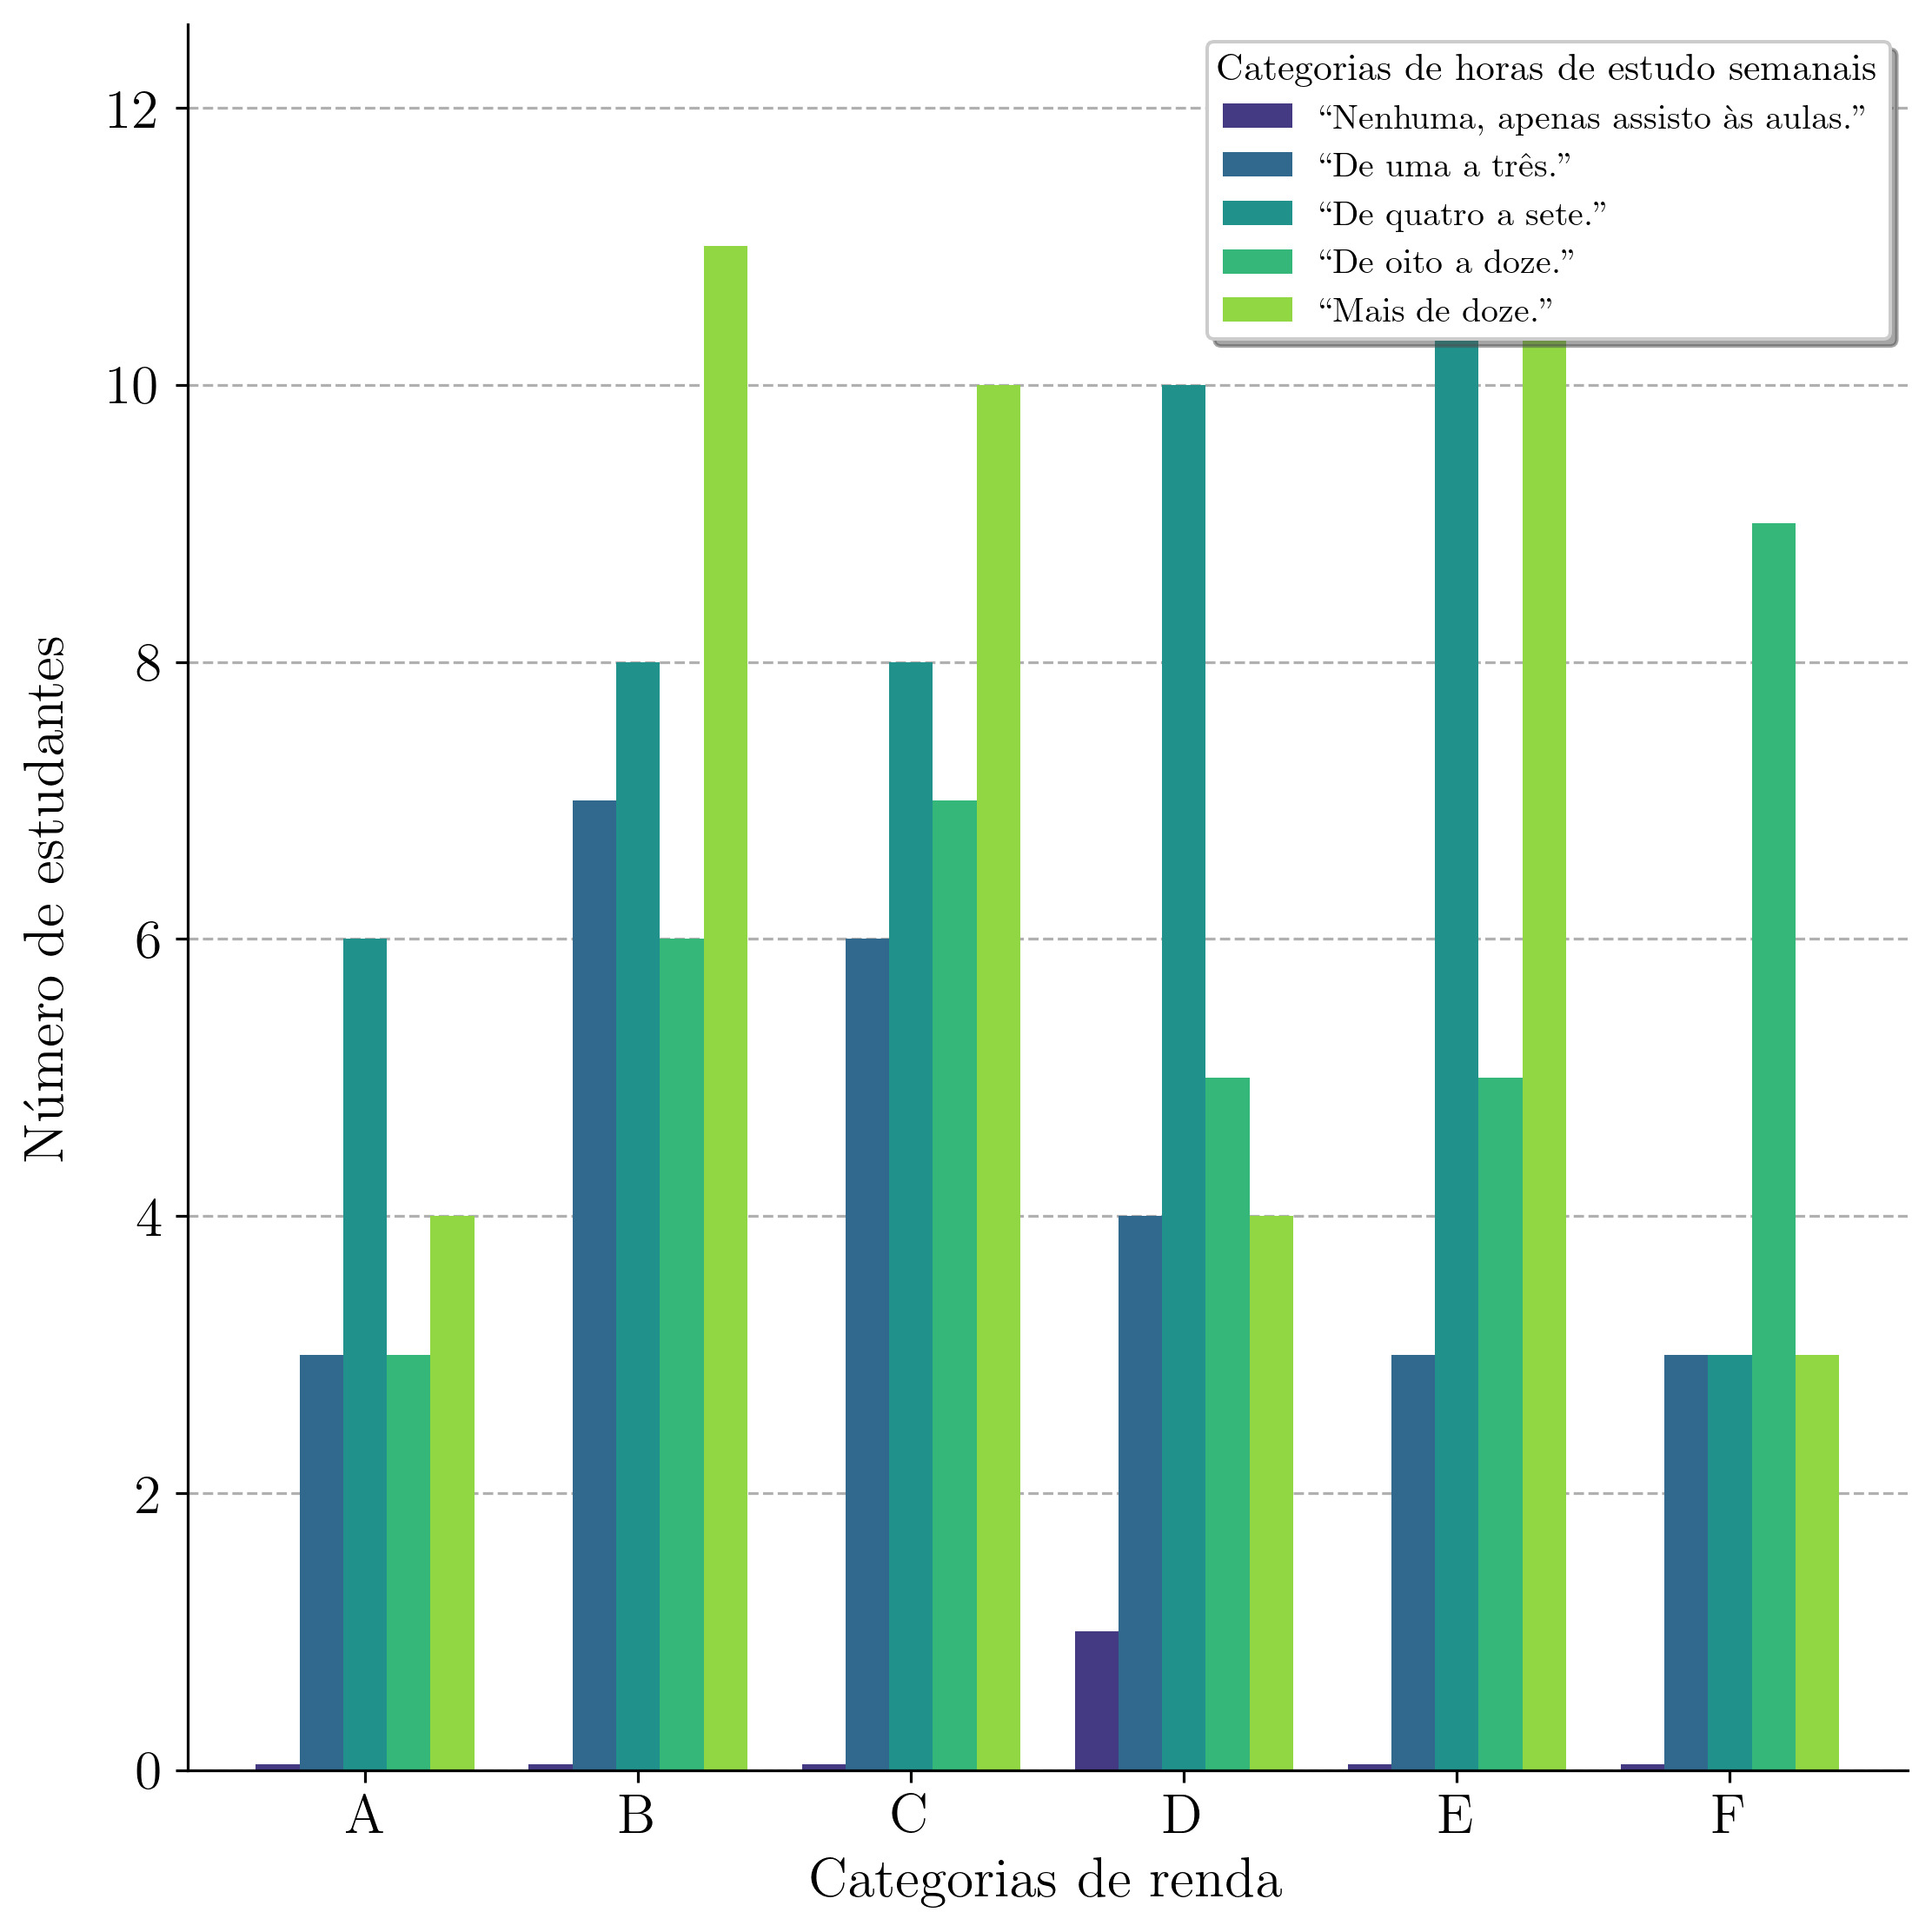 Categorias de horas de estudo semanais
“Nenhuma, apenas assisto às aulas.”
“De uma a três.”
“De quatro a sete.”
“De oito a doze.”
“Mais de doze.”
12
10
8
6
4
2
0
Número de estudantes
A B C D E F
Categorias de renda